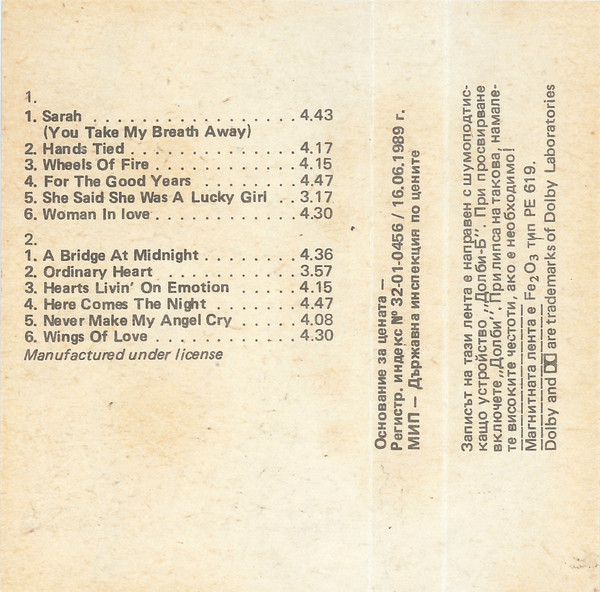 1.
1. Sarah . . . . . . . . . . . . . . . . . . 4.43
(You Take My Breath Away)
2. Hands Tied . . . . . . . . . . . . . . . 4.17
3. Wheels Of Fire . . . . . . . . . . . . . 4.15
4. For The Good Years . . . . . . . . . 4.47
5. She Said She Was A Lucky Girl . . 3.17
6. Woman In love . . . . . . . . . . . . . 4.30
2.
1. A Bridge At Midnight . . . . . . . . . 4.36
2. Ordinary Heart . . . . . . . . . . . . 3.57
3. Hearts Livin' On Emotion . . . . . . 4.15
4. Here Comes The Night . . . . . . . . 4.47
5. Never Make My Angel Cry . . . . . . 4.08
6. Wings Of Love . . . . . . . . . . . . . 4.30
Manufactured under license
Основание за цената —
Регистр. индекс № 32-01-0456 / 16.06.1989 г.
МИП — Държавна инспекция по цените
Записът на тази лента е направен с шумоподтис-
кащо устройство „Долби-Б“. При просвирване
включете „Долби“. При липса на такова, намале-
те високите честоти, ако е необходимо!
Магнитната лента е Fe2O3 тип PE 619.
Dolby and are trademarks of Dolby Laboratories